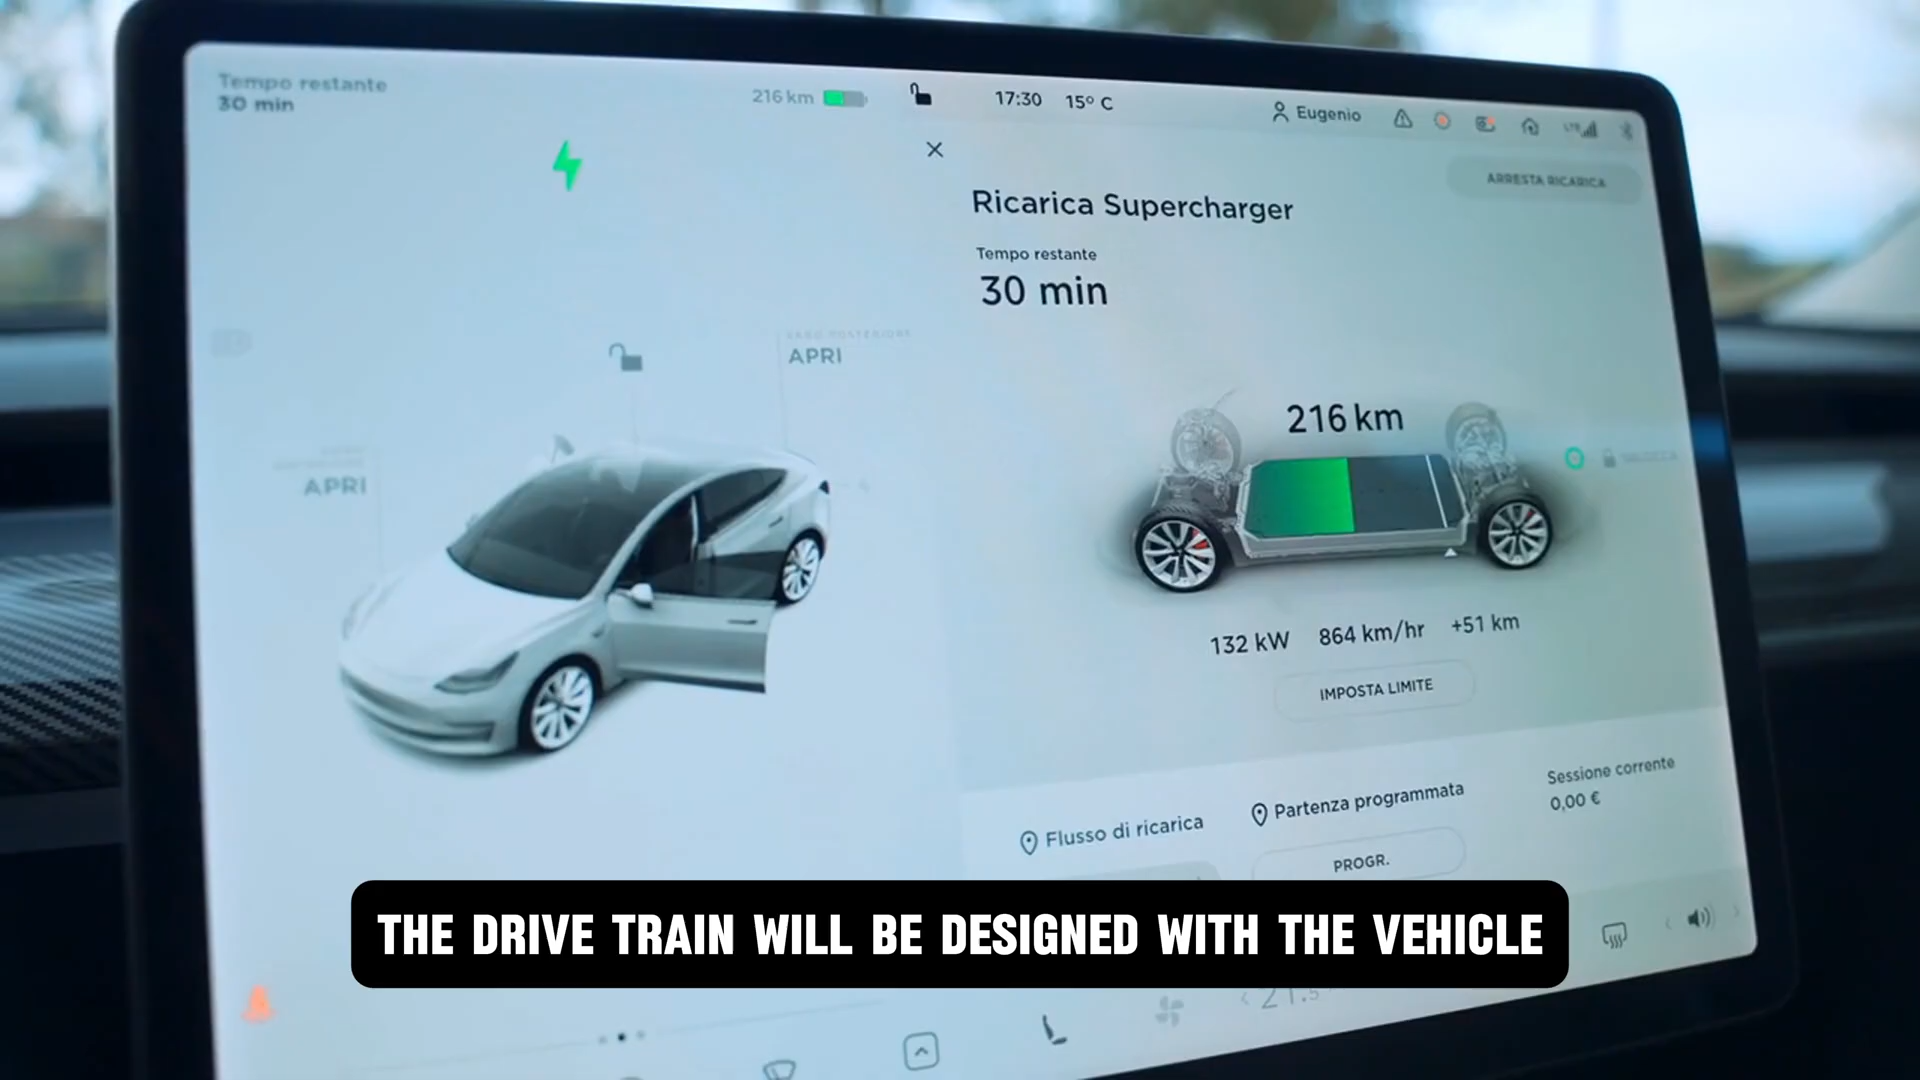 Tempo restante
30 min
216 km
17:30 15° C
Eugenio
LTE
ARRESTA RICARICA
Ricarica Supercharger
Tempo restante
30 min
APRI
APRI
216 km
132 kW 864 km/hr +51 km
IMPOSTA LIMITE
Flusso di ricarica
Partenza programmata
PROGR.
Sessione corrente
0,00 €
THE DRIVE TRAIN WILL BE DESIGNED WITH THE VEHICLE